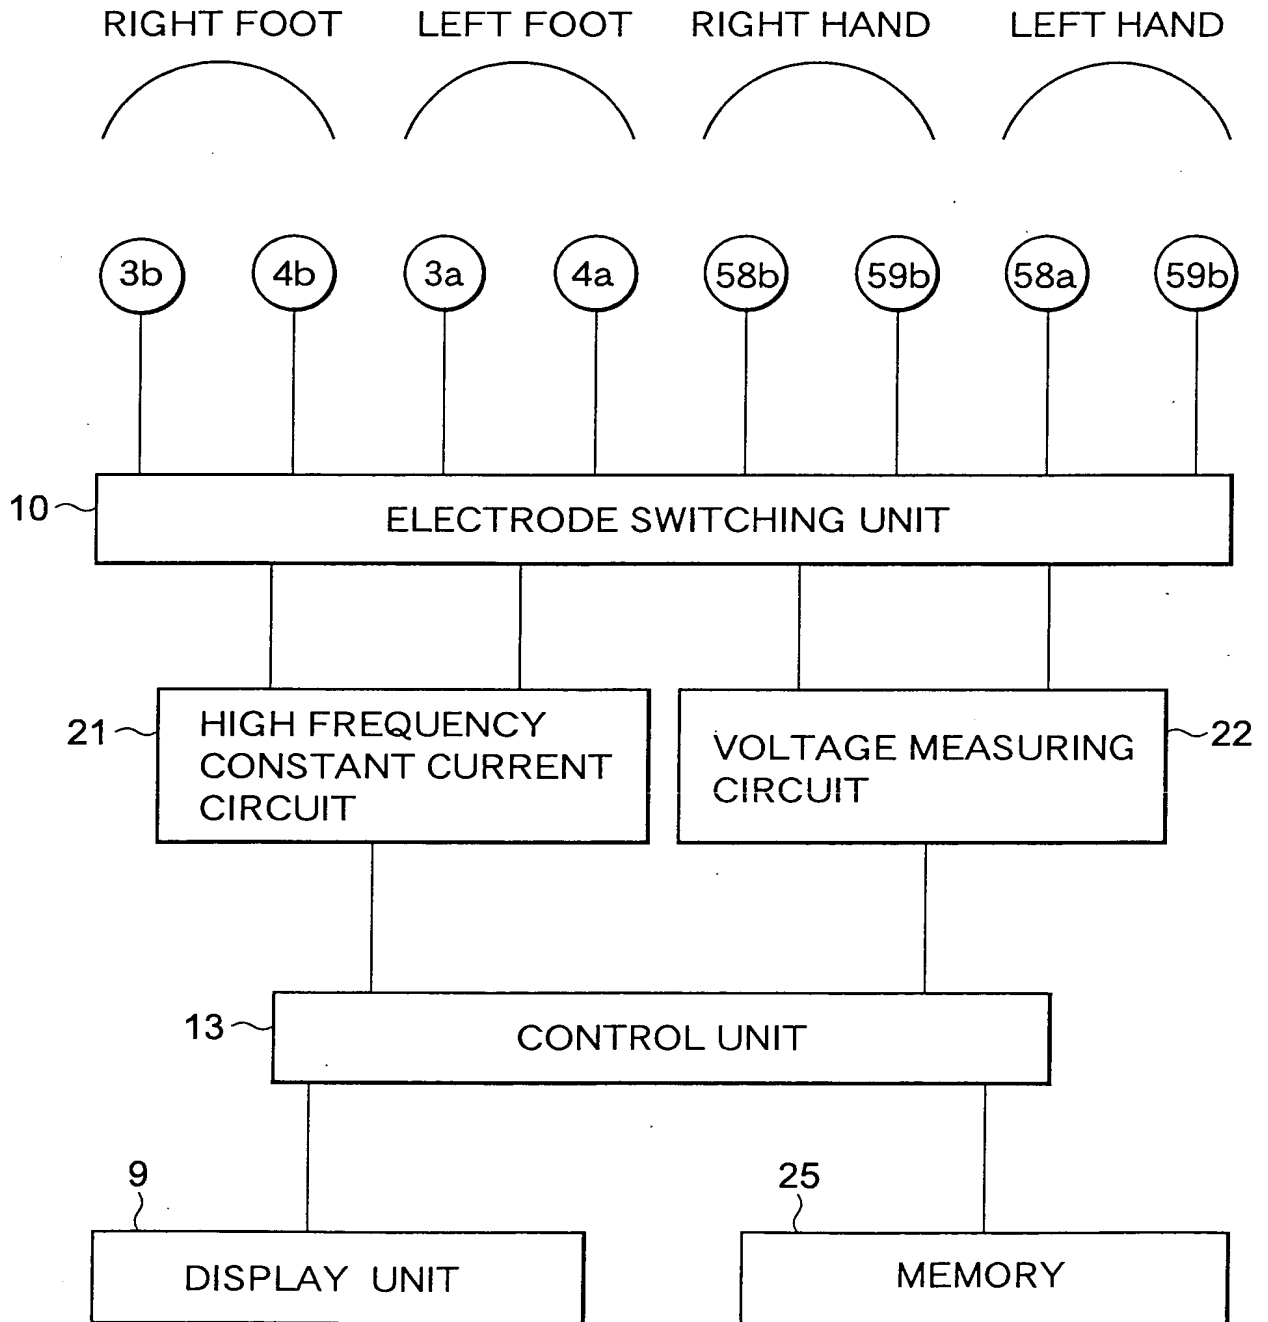 RIGHT FOOT LEFT FOOT RIGHT HAND LEFT HAND
3b 4b 3a 4a 58b 59b 58a 59b
10
ELECTRODE SWITCHING UNIT
21
HIGH FREQUENCY
CONSTANT CURRENT
CIRCUIT
VOLTAGE MEASURING
CIRCUIT
22
13
CONTROL UNIT
9
DISPLAY UNIT
25
MEMORY